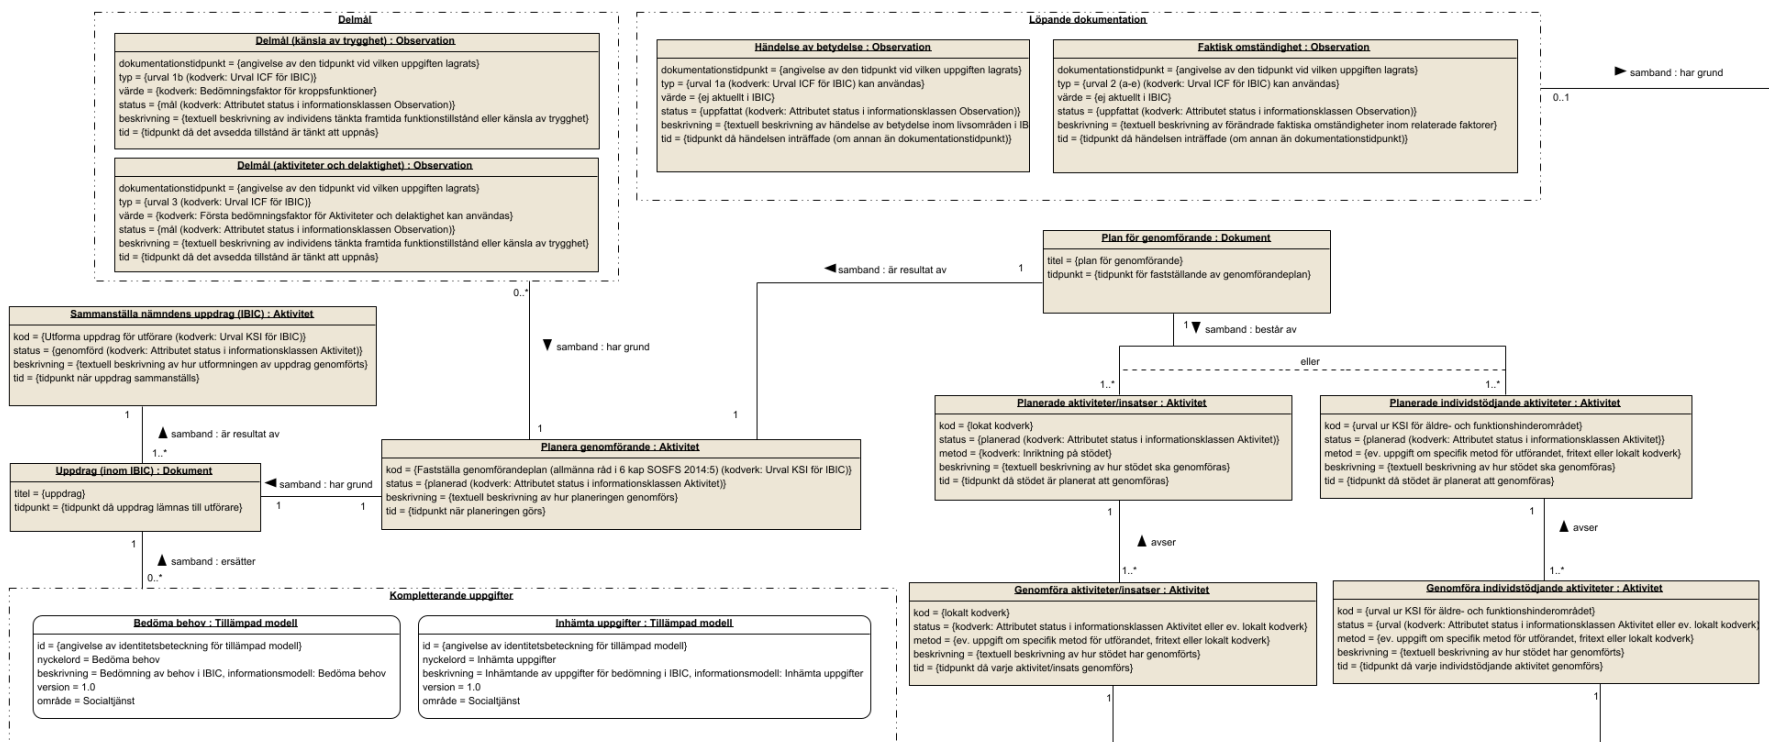 Delmål
Delmål (känsla av trygghet) : Observation
dokumentationstidpunkt = {angivelse av den tidpunkt vid vilken uppgiften lagrats}
typ = {urval 1b (kodverk: Urval ICF för IBIC)}
värde = {kodverk: Bedömningsfaktor för kroppsfunktioner}
status = {mål (kodverk: Attributet status i informationsklassen Observation)}
beskrivning = {textuell beskrivning av individens tänkta framtida funktionstillstånd eller känsla av trygghet}
tid = {tidpunkt då det avsedda tillstånd är tänkt att uppnås}
Delmål (aktiviteter och delaktighet) : Observation
dokumentationstidpunkt = {angivelse av den tidpunkt vid vilken uppgiften lagrats}
typ = {urval 3 (kodverk: Urval ICF för IBIC)}
värde = {kodverk: Första bedömningsfaktor för Aktiviteter och delaktighet kan användas}
status = {mål (kodverk: Attributet status i informationsklassen Observation)}
beskrivning = {textuell beskrivning av individens tänkta framtida funktionstillstånd eller känsla av trygghet}
tid = {tidpunkt då det avsedda tillstånd är tänkt att uppnås}
Löpande dokumentation
Händelse av betydelse : Observation
dokumentationstidpunkt = {angivelse av den tidpunkt vid vilken uppgiften lagrats}
typ = {urval 1a (kodverk: Urval ICF för IBIC) kan användas}
värde = {ej aktuellt i IBIC}
status = {uppfattat (kodverk: Attributet status i informationsklassen Observation)}
beskrivning = {textuell beskrivning av händelse av betydelse inom livsområden i IB
tid = {tidpunkt då händelsen inträffade (om annan än dokumentationstidpunkt)}
Faktisk omständighet : Observation
dokumentationstidpunkt = {angivelse av den tidpunkt vid vilken uppgiften lagrats}
typ = {urval 2 (a-e) (kodverk: Urval ICF för IBIC) kan användas}
värde = {ej aktuellt i IBIC}
status = {uppfattat (kodverk: Attributet status i informationsklassen Observation)}
beskrivning = {textuell beskrivning av förändrade faktiska omständigheter inom relaterade faktorer}
tid = {tidpunkt då händelsen inträffade (om annan än dokumentationstidpunkt)}
samband : har grund
0..1
Plan för genomförande : Dokument
titel = {plan för genomförande}
tidpunkt = {tidpunkt för fastställande av genomförandeplan}
samband : är resultat av
1
0..*
samband : har grund
1
1
1
samband : består av
eller
1..*
1..*
Sammanställa nämndens uppdrag (IBIC) : Aktivitet
kod = {Utforma uppdrag för utförare (kodverk: Urval KSI för IBIC)}
status = {genomförd (kodverk: Attributet status i informationsklassen Aktivitet)}
beskrivning = {textuell beskrivning av hur utformningen av uppdrag genomförts}
tid = {tidpunkt när uppdrag sammanställs}
1
samband : är resultat av
1..*
Uppdrag (inom IBIC) : Dokument
titel = {uppdrag}
tidpunkt = {tidpunkt då uppdrag lämnas till utförare}
samband : har grund
1
1
Planera genomförande : Aktivitet
kod = {Fastställa genomförandeplan (allmänna råd i 6 kap SOSFS 2014:5) (kodverk: Urval KSI för IBIC)}
status = {planerad (kodverk: Attributet status i informationsklassen Aktivitet)}
beskrivning = {textuell beskrivning av hur planeringen genomförs}
tid = {tidpunkt när planeringen görs}
Planerade aktiviteter/insatser : Aktivitet
kod = {lokat kodverk}
status = {planerad (kodverk: Attributet status i informationsklassen Aktivitet)}
metod = {kodverk: Inriktning på stödet}
beskrivning = {textuell beskrivning av hur stödet ska genomföras}
tid = {tidpunkt då stödet är planerat att genomföras}
Planerade individstödjande aktiviteter : Aktivitet
kod = {urval ur KSI för äldre- och funktionshinderområdet}
status = {planerad (kodverk: Attributet status i informationsklassen Aktivitet}}
metod = {ev. uppgift om specifik metod för utförandet, fritext eller lokalt kodverk}
beskrivning = {textuell beskrivning av hur stödet ska genomföras}
tid = {tidpunkt då stödet är planerat att genomföras}
1
avser
1..*
1
avser
1..*
1
samband : ersätter
0..*
Kompletterande uppgifter
Bedöma behov : Tillämpad modell
id = {angivelse av identitetsbeteckning för tillämpad modell}
nyckelord = Bedöma behov
beskrivning = Bedömning av behov i IBIC, informationsmodell: Bedöma behov
version = 1.0
område = Socialtjänst
Inhämta uppgifter : Tillämpad modell
id = {angivelse av identitetsbeteckning för tillämpad modell}
nyckelord = Inhämta uppgifter
beskrivning = Inhämtande av uppgifter för bedömning i IBIC, informationsmodell: Inhämta uppgifter
version = 1.0
område = Socialtjänst
Genomföra aktiviteter/insatser : Aktivitet
kod = {lokalt kodverk}
status = {kodverk: Attributet status i informationsklassen Aktivitet eller ev. lokalt kodverk}
metod = {ev. uppgift om specifik metod för utförandet, fritext eller lokalt kodverk}
beskrivning = {textuell beskrivning av hur stödet har genomförts}
tid = {tidpunkt då varje aktivitet/insats genomförs}
1
Genomföra individstödjande aktiviteter : Aktivitet
kod = {urval ur KSI för äldre- och funktionshinderområdet}
status = {urval (kodverk: Attributet status i informationsklassen Aktivitet eller ev. lokalt kodverk}
metod = {ev. uppgift om specifik metod för utförandet, fritext eller lokalt kodverk}
beskrivning = {textuell beskrivning av hur stödet har genomförts}
tid = {tidpunkt då varje individstödjande aktivitet genomförs}
1